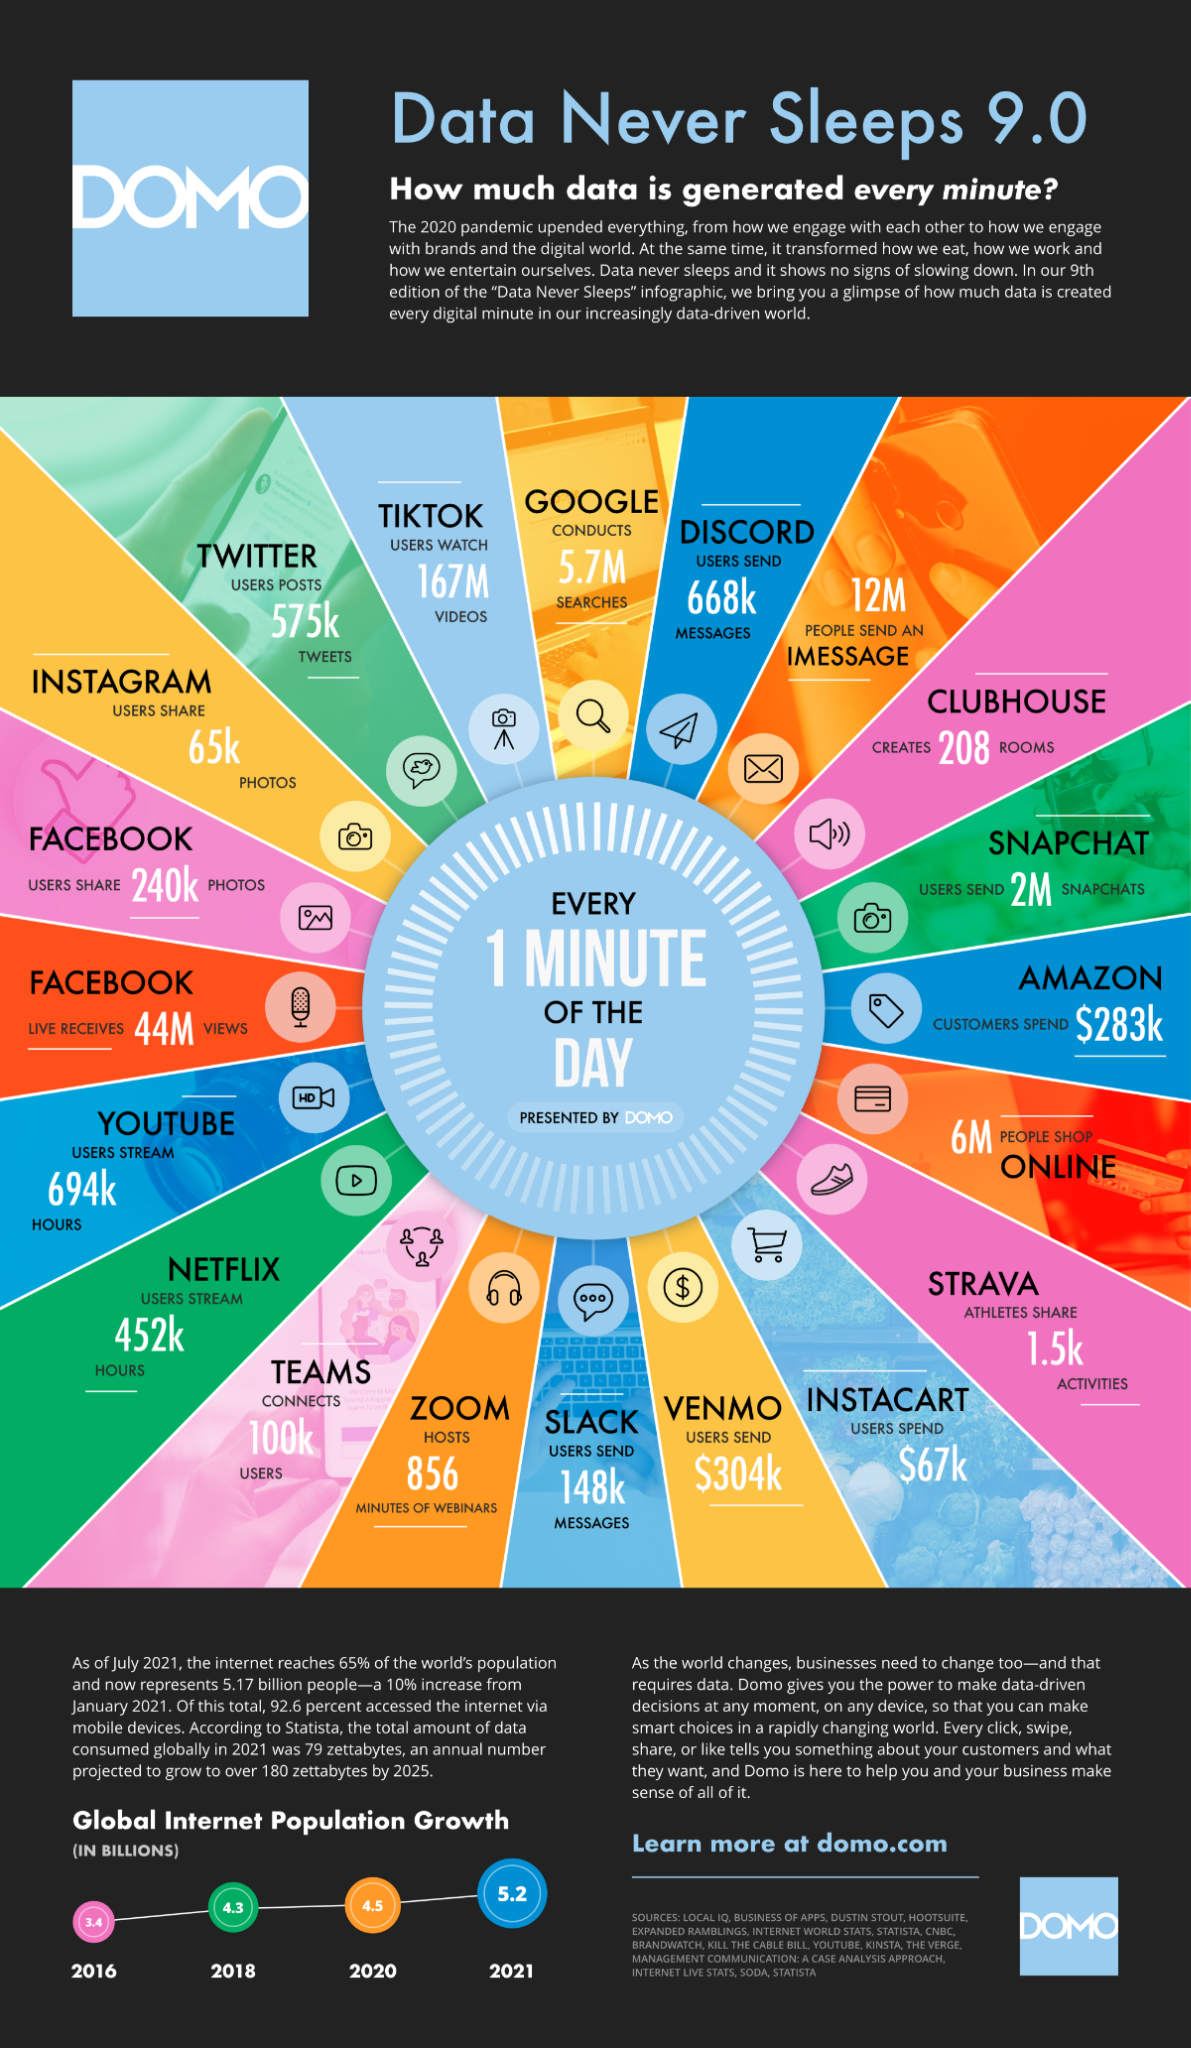 DOMO
Data Never Sleeps 9.0
How much data is generated every minute?
The 2020 pandemic upended everything, from how we engage with each other to how we engage
with brands and the digital world. At the same time, it transformed how we eat, how we work and
how we entertain ourselves. Data never sleeps and it shows no signs of slowing down. In our 9th
edition of the “Data Never Sleeps” infographic, we bring you a glimpse of how much data is created
every digital minute in our increasingly data-driven world.
GOOGLE
CONDUCTS
5.7M
SEARCHES
DISCORD
USERS SEND
668k
MESSAGES
12M
PEOPLE SEND AN
IMESSAGE
CLUBHOUSE
CREATES 208 ROOMS
SNAPCHAT
USERS SEND 2M SNAPCHATS
AMAZON
CUSTOMERS SPEND $283k
6M PEOPLE SHOP
ONLINE
STRAVA
ATHLETES SHARE
1.5k
ACTIVITIES
INSTACART
USERS SPEND
$67k
VENMO
USERS SEND
$304k
SLACK
USERS SEND
148k
MESSAGES
ZOOM
HOSTS
856
MINUTES OF WEBINARS
TEAMS
CONNECTS
100k
USERS
NETFLIX
USERS STREAM
452k
HOURS
YOUTUBE
USERS STREAM
694k
HOURS
HD
FACEBOOK
LIVE RECEIVES 44M VIEWS
FACEBOOK
USERS SHARE 240k PHOTOS
INSTAGRAM
USERS SHARE
65k
PHOTOS
TWITTER
USERS POSTS
575k
TWEETS
TIKTOK
USERS WATCH
167M
VIDEOS
EVERY
1 MINUTE
OF THE
DAY
PRESENTED BY DOMO
As of July 2021, the internet reaches 65% of the world’s population
and now represents 5.17 billion people—a 10% increase from
January 2021. Of this total, 92.6 percent accessed the internet via
mobile devices. According to Statista, the total amount of data
consumed globally in 2021 was 79 zettabytes, an annual number
projected to grow to over 180 zettabytes by 2025.
Global Internet Population Growth
(IN BILLIONS)
3.4 4.3 4.5 5.2
2016 2018 2020 2021
As the world changes, businesses need to change too—and that
requires data. Domo gives you the power to make data-driven
decisions at any moment, on any device, so that you can make
smart choices in a rapidly changing world. Every click, swipe,
share, or like tells you something about your customers and what
they want, and Domo is here to help you and your business make
sense of all of it.
Learn more at domo.com
SOURCES: LOCAL IQ, BUSINESS OF APPS, DUSTIN STOUT, HOOTSUITE,
EXPANDED RAMBLINGS, INTERNET WORLD STATS, STATISTA, CNBC,
BRANDWATCH, KILL THE CABLE BILL, YOUTUBE, KINSTA, THE VERGE,
MANAGEMENT COMMUNICATION: A CASE ANALYSIS APPROACH,
INTERNET LIVE STATS, SODA, STATISTA
DOMO